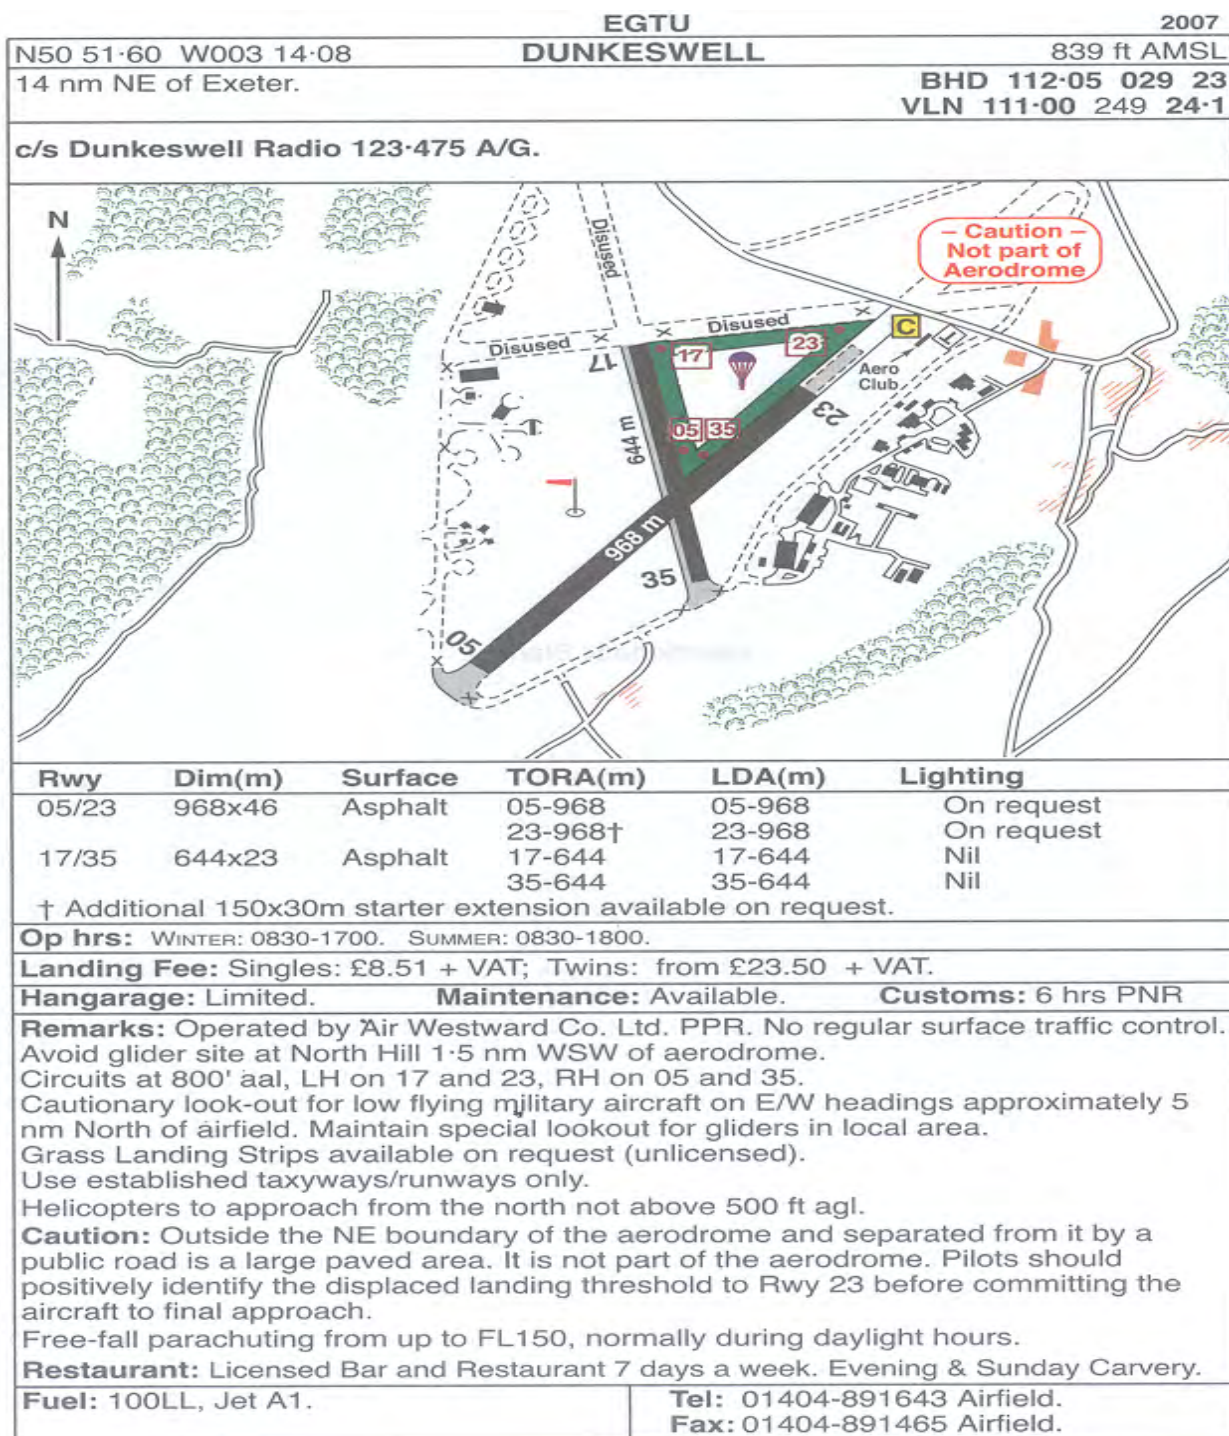 EGTU 2007
N50 51·60 W003 14·08 DUNKESWELL 839 ft AMSL
14 nm NE of Exeter. BHD 112·05 029 23
VLN 111·00 249 24·1
c/s Dunkeswell Radio 123·475 A/G.
N
Disused
– Caution –
Not part of
Aerodrome
Disused
Disused
C
T
17
17
23
Aero
Club
23
644 m
05 35
968 m
35
05
Rwy Dim(m) Surface TORA(m) LDA(m) Lighting
05/23 968x46 Asphalt 05-968 05-968 On request
23-968† 23-968 On request
17/35 644x23 Asphalt 17-644 17-644 Nil
35-644 35-644 Nil
† Additional 150x30m starter extension available on request.
Op hrs: WINTER: 0830-1700. SUMMER: 0830-1800.
Landing Fee: Singles: £8.51 + VAT; Twins: from £23.50 + VAT.
Hangarage: Limited. Maintenance: Available. Customs: 6 hrs PNR
Remarks: Operated by Air Westward Co. Ltd. PPR. No regular surface traffic control.
Avoid glider site at North Hill 1·5 nm WSW of aerodrome.
Circuits at 800' aal, LH on 17 and 23, RH on 05 and 35.
Cautionary look-out for low flying military aircraft on E/W headings approximately 5
nm North of airfield. Maintain special lookout for gliders in local area.
Grass Landing Strips available on request (unlicensed).
Use established taxyways/runways only.
Helicopters to approach from the north not above 500 ft agl.
Caution: Outside the NE boundary of the aerodrome and separated from it by a
public road is a large paved area. It is not part of the aerodrome. Pilots should
positively identify the displaced landing threshold to Rwy 23 before committing the
aircraft to final approach.
Free-fall parachuting from up to FL150, normally during daylight hours.
Restaurant: Licensed Bar and Restaurant 7 days a week. Evening & Sunday Carvery.
Fuel: 100LL, Jet A1. Tel: 01404-891643 Airfield.
Fax: 01404-891465 Airfield.